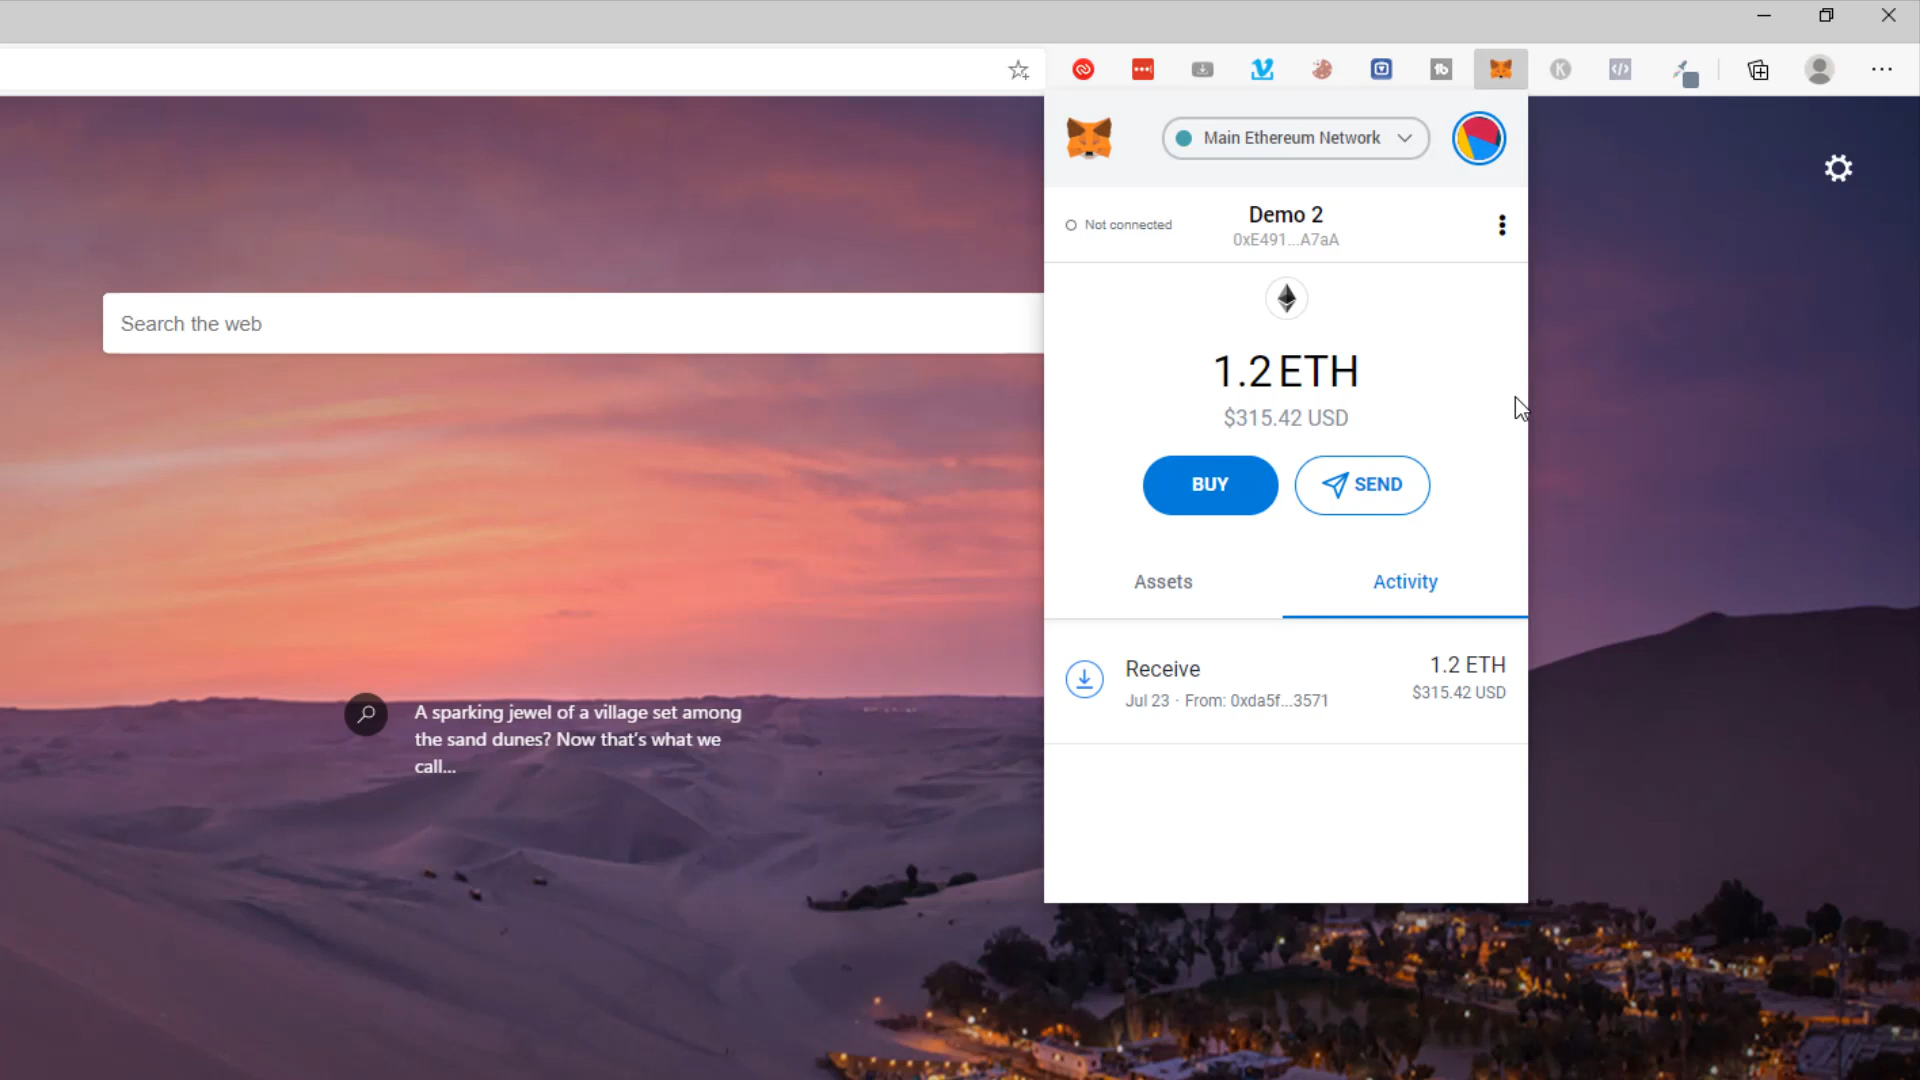 Main Ethereum Network
Not connected
Demo 2
0xE491...A7aA
Search the web
1.2 ETH
$315.42 USD
BUY
SEND
Assets
Activity
Receive
1.2 ETH
Jul 23 · From: 0xda5f...3571
$315.42 USD
A sparking jewel of a village set among
the sand dunes? Now that's what we
call...